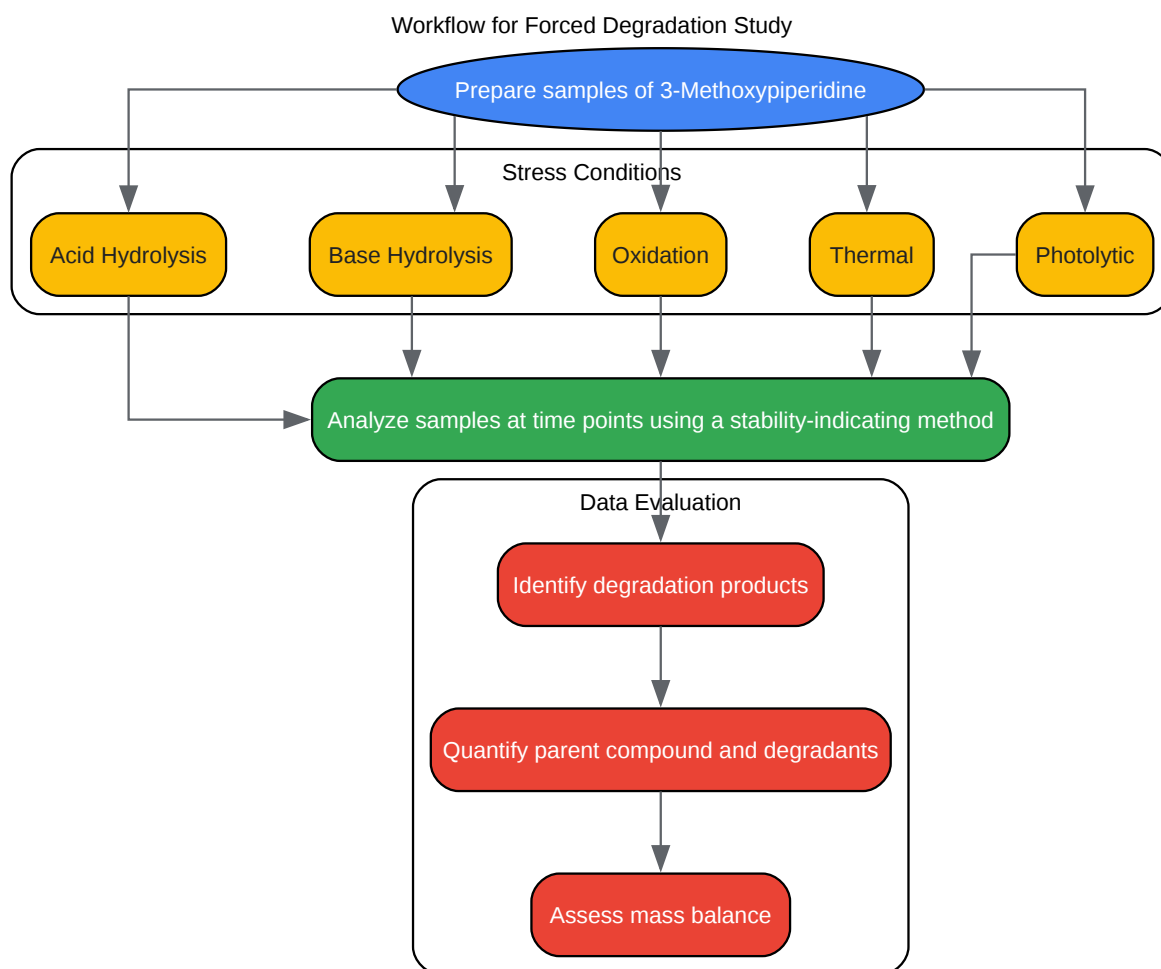 Workflow for Forced Degradation Study
Prepare samples of 3-Methoxypiperidine
Stress Conditions
Acid Hydrolysis
Base Hydrolysis
Oxidation
Thermal
Photolytic
Analyze samples at time points using a stability-indicating method
Data Evaluation
Identify degradation products
Quantify parent compound and degradants
Assess mass balance